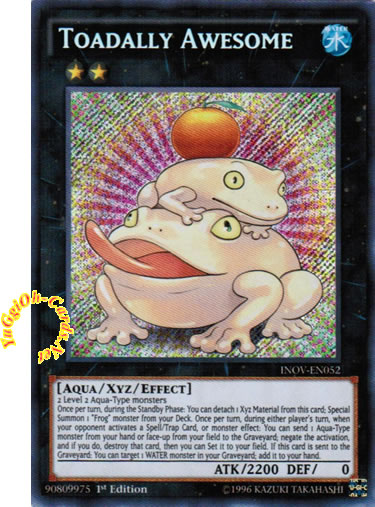 TOADALLY AWESOME
WATER
水
YuGiOh-Cards.Net
INOV-EN052
[AQUA/XYZ/EFFECT]
2 Level 2 Aqua-Type monsters
Once per turn, during the Standby Phase: You can detach 1 Xyz Material from this card; Special
Summon 1 "Frog" monster from your Deck. Once per turn, during either player's turn, when
your opponent activates a Spell/Trap Card, or monster effect: You can send 1 Aqua-Type
monster from your hand or face-up from your field to the Graveyard; negate the activation,
and if you do, destroy that card, then you can Set it to your field. If this card is sent to the
Graveyard: You can target 1 WATER monster in your Graveyard; add it to your hand.
ATK/2200 DEF/ 0
90809975 1st Edition ©1996 KAZUKI TAKAHASHI